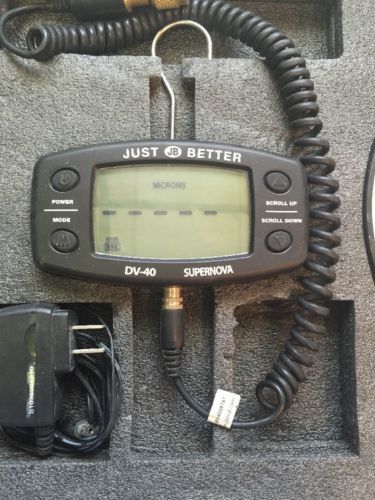 JUST JB BETTER
MICRONS
POWER
MODE
M
SCROLL UP
SCROLL DOWN
- - - - -
DV-40 SUPERNOVA